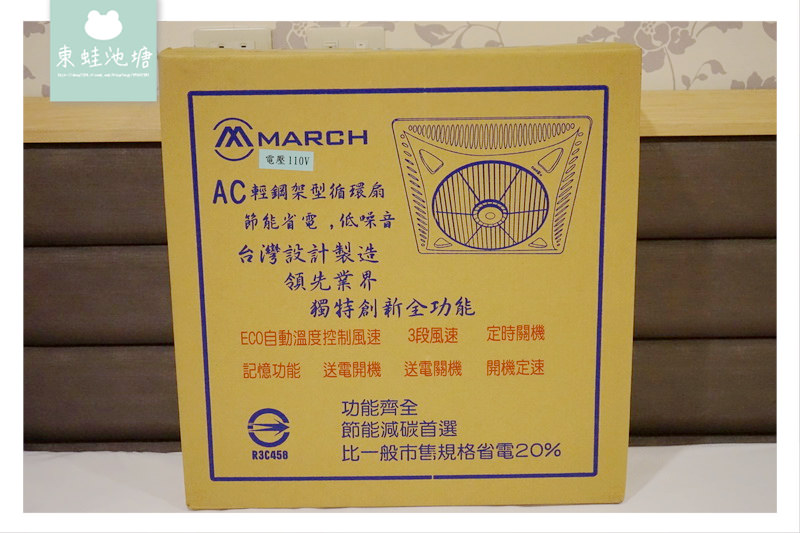 東蛙池塘
MARCH
電壓110V
AC輕鋼架型循環扇
節能省電,低噪音
台灣設計製造
領先業界
獨特創新全功能
ECO自動溫度控制風速 3段風速 定時關機
記憶功能 送電開機 送電關機 開機定速
功能齊全
節能減碳首選
比一般市售規格省電20%
R3C458